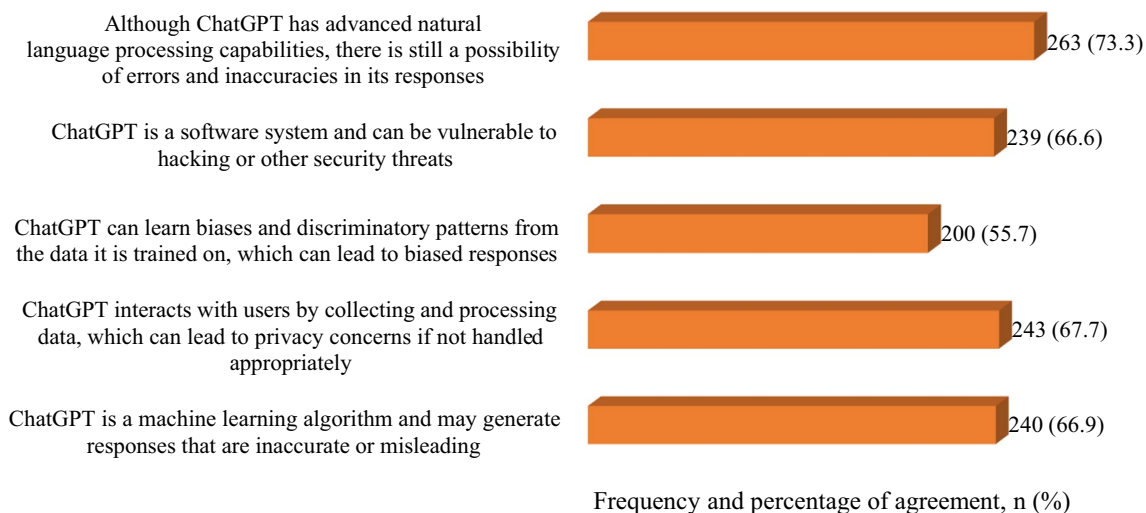 Although ChatGPT has advanced natural
language processing capabilities, there is still a possibility
of errors and inaccuracies in its responses
263 (73.3)
ChatGPT is a software system and can be vulnerable to
hacking or other security threats
239 (66.6)
ChatGPT can learn biases and discriminatory patterns from
the data it is trained on, which can lead to biased responses
200 (55.7)
ChatGPT interacts with users by collecting and processing
data, which can lead to privacy concerns if not handled
appropriately
243 (67.7)
ChatGPT is a machine learning algorithm and may generate
responses that are inaccurate or misleading
240 (66.9)
Frequency and percentage of agreement, n (%)